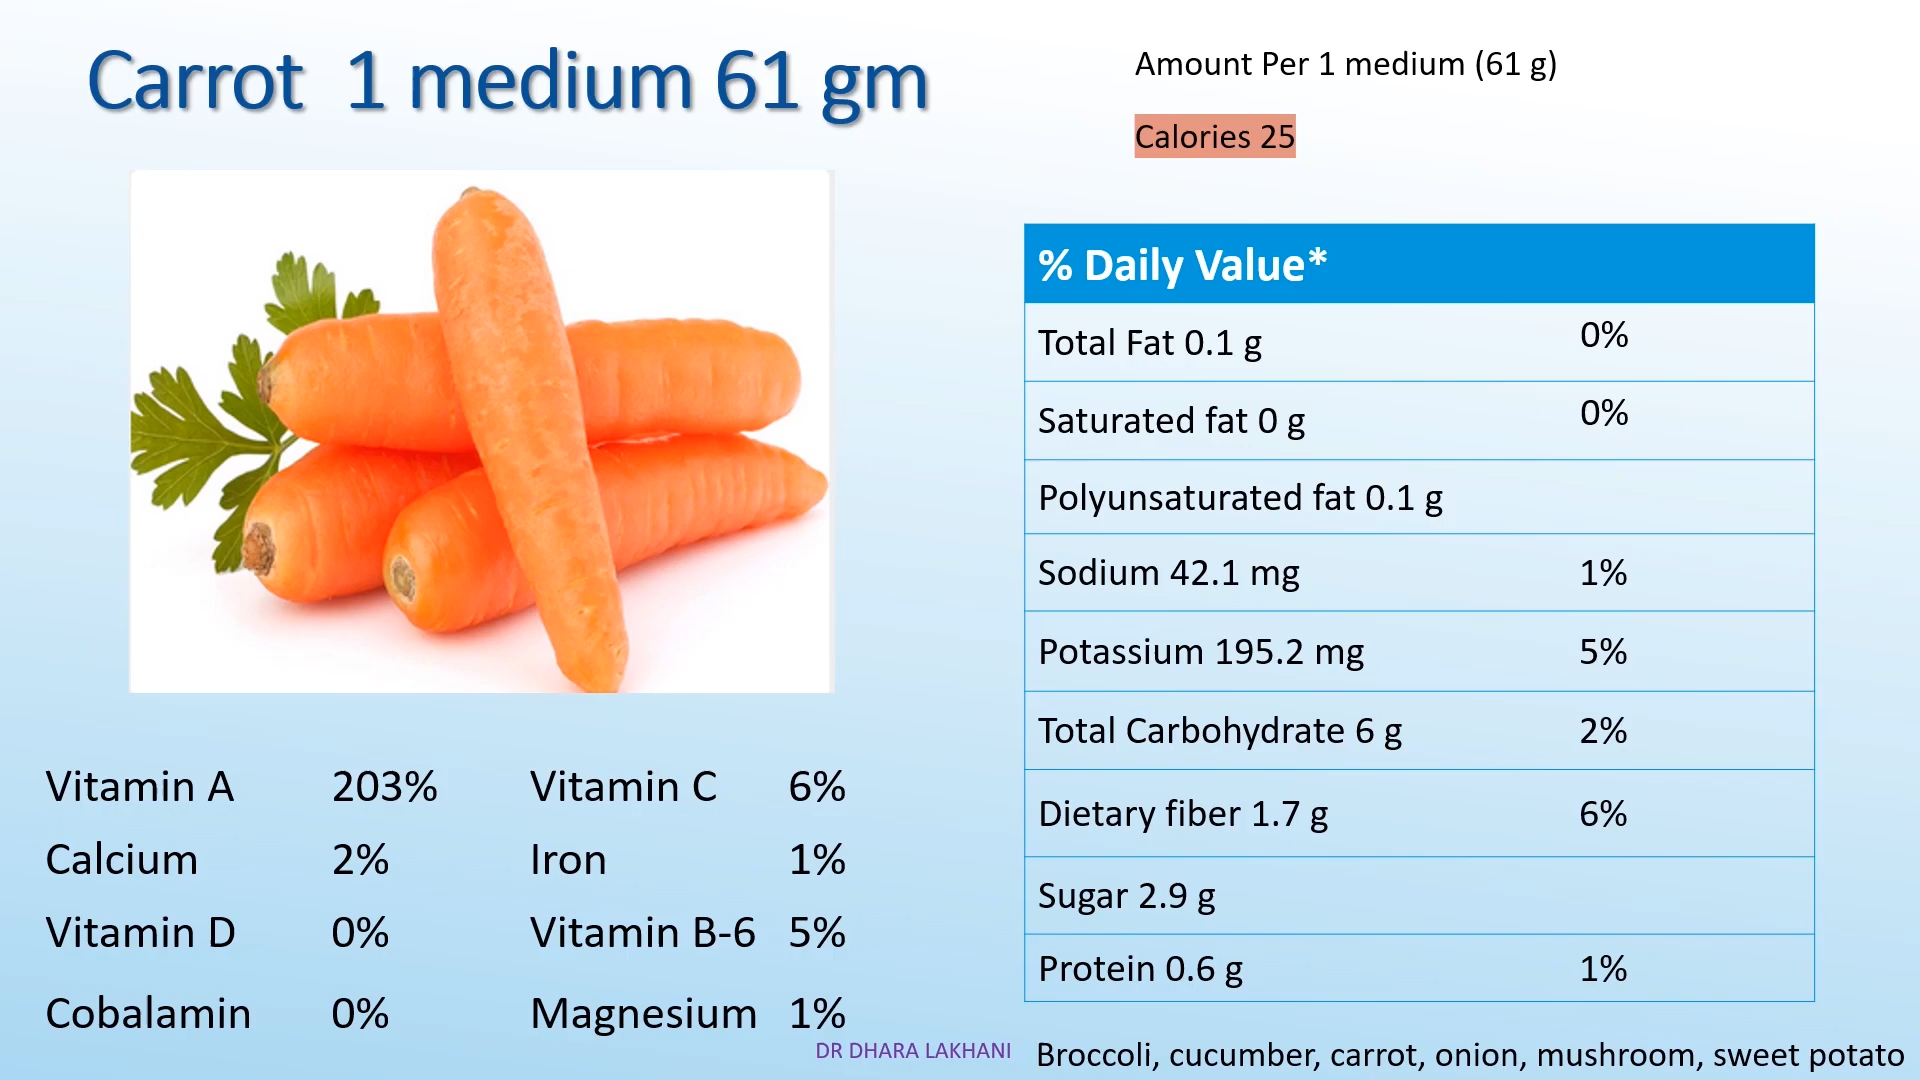 Carrot 1 medium 61 gm
Amount Per 1 medium (61 g)
Calories 25
% Daily Value*
Total Fat 0.1 g 0%
Saturated fat 0 g 0%
Polyunsaturated fat 0.1 g
Sodium 42.1 mg 1%
Potassium 195.2 mg 5%
Total Carbohydrate 6 g 2%
Dietary fiber 1.7 g 6%
Sugar 2.9 g
Protein 0.6 g 1%
Vitamin A 203% Vitamin C 6%
Calcium 2% Iron 1%
Vitamin D 0% Vitamin B-6 5%
Cobalamin 0% Magnesium 1%
DR DHARA LAKHANI
Broccoli, cucumber, carrot, onion, mushroom, sweet potato